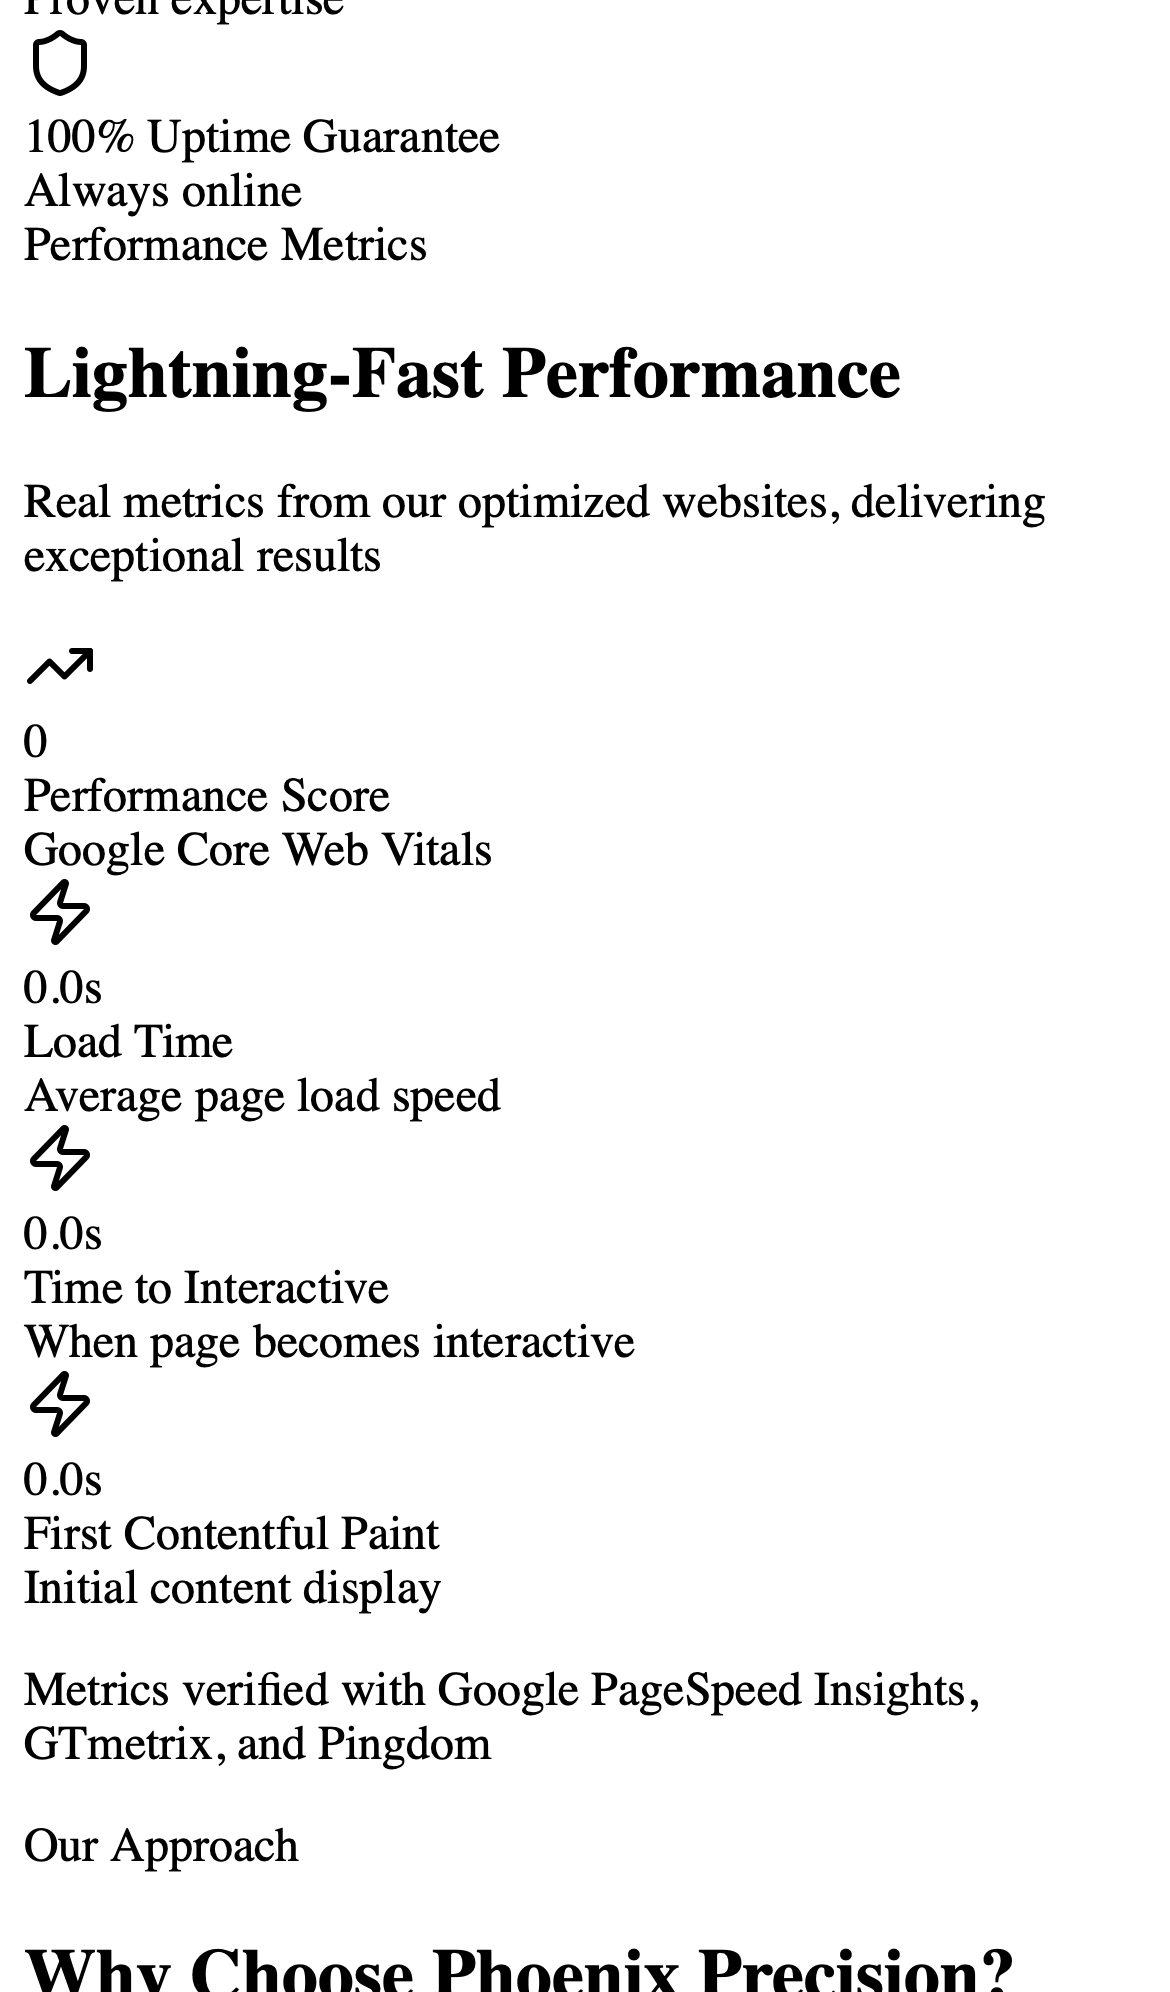 Proven expertise
100% Uptime Guarantee
Always online
Performance Metrics
Lightning-Fast Performance
Real metrics from our optimized websites, delivering
exceptional results
0
Performance Score
Google Core Web Vitals
0.0s
Load Time
Average page load speed
0.0s
Time to Interactive
When page becomes interactive
0.0s
First Contentful Paint
Initial content display
Metrics verified with Google PageSpeed Insights,
GTmetrix, and Pingdom
Our Approach
Why Choose Phoenix Precision?